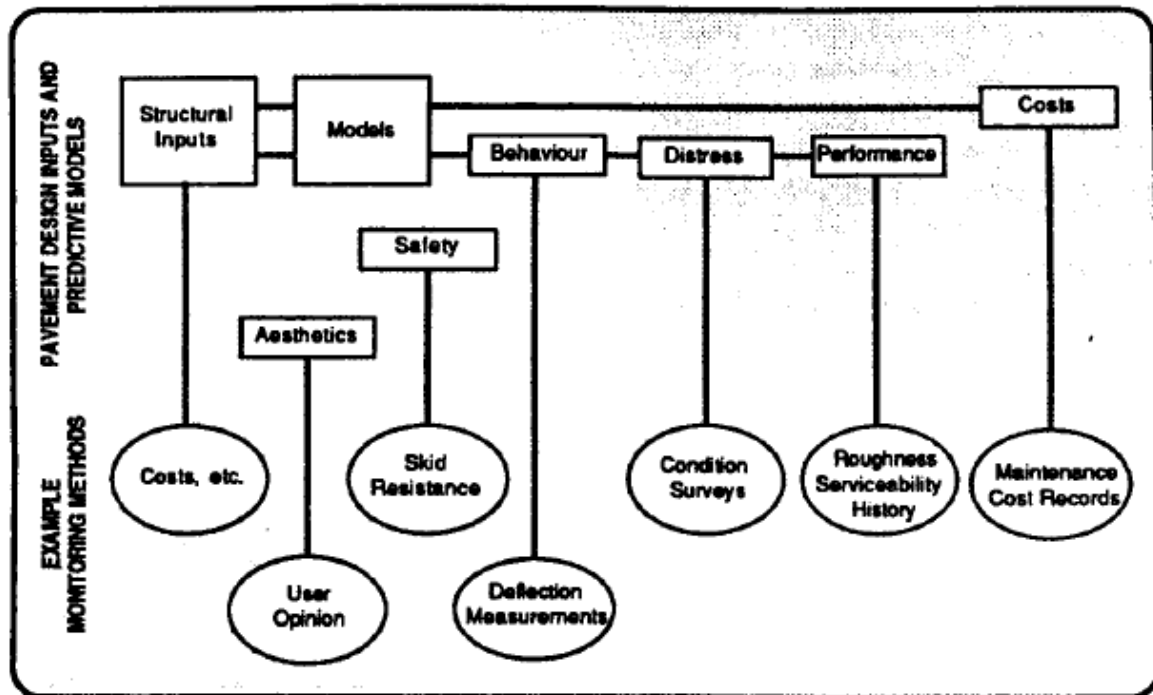 PAVEMENT DESIGN INPUTS AND
PREDICTIVE MODELS
Structural
Inputs
Models
Costs
Behaviour
Distress
Performance
Safety
Aesthetics
EXAMPLE
MONITORING METHODS
Costs, etc.
Skid
Resistance
Condition
Surveys
Roughness
Serviceability
History
Maintenance
Cost Records
User
Opinion
Deflection
Measurements